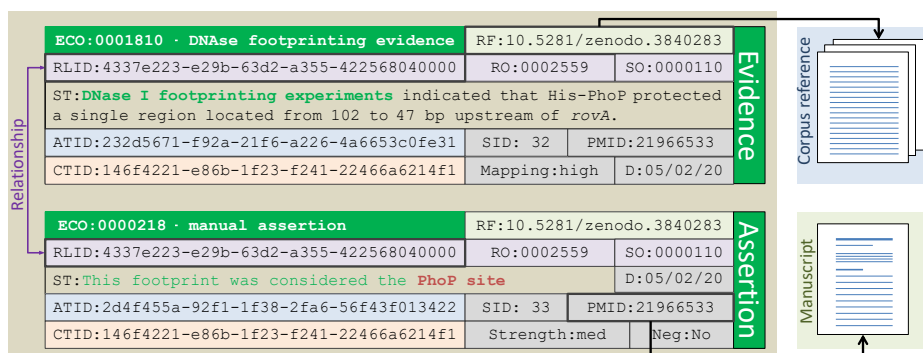 ECO:0001810 · DNAse footprinting evidence RF:10.5281/zenodo.3840283
RLID:4337e223-e29b-63d2-a355-422568040000 RO:0002559 SO:0000110
ST:DNase I footprinting experiments indicated that His-PhoP protected
a single region located from 102 to 47 bp upstream of rovA.
ATID:232d5671-f92a-21f6-a226-4a6653c0fe31 SID: 32 PMID:21966533
CTID:146f4221-e86b-1f23-f241-22466a6214f1 Mapping:high D:05/02/20
Evidence
Corpus reference
Relationship
ECO:0000218 · manual assertion RF:10.5281/zenodo.3840283
RLID:4337e223-e29b-63d2-a355-422568040000 RO:0002559 SO:0000110
ST:This footprint was considered the PhoP site D:05/02/20
ATID:2d4f455a-92f1-1f38-2fa6-56f43f013422 SID: 33 PMID:21966533
CTID:146f4221-e86b-1f23-f241-22466a6214f1 Strength:med Neg:No
Assertion
Manuscript